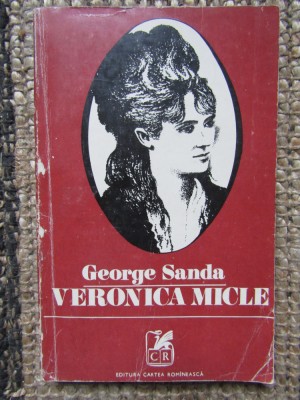 George Sanda
VERONICA MICLE
CR
EDITURA CARTEA ROMÂNEASCĂ